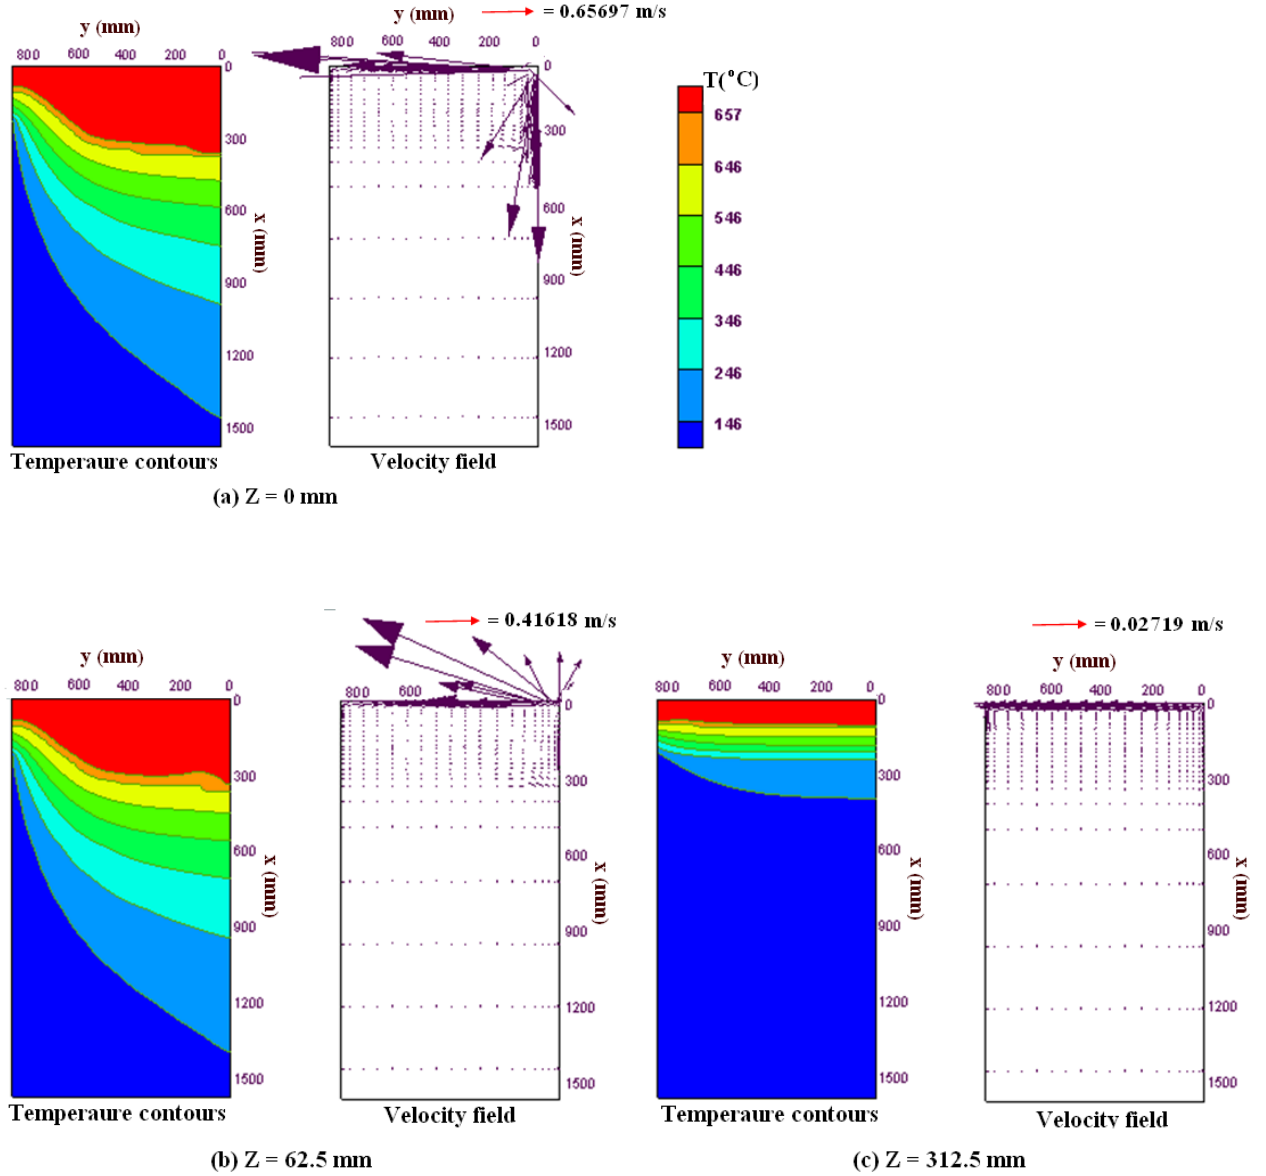 y (mm)
800 600 400 200 0
0
300
600
900
1200
1500
x (mm)
Temperaure contours
y (mm)
= 0.65697 m/s
800 600 400 200 0
0
300
600
900
1200
1500
x (mm)
Velocity field
T(°C)
657
646
546
446
346
246
146
(a) Z = 0 mm
y (mm)
800 600 400 200 0
0
300
600
900
1200
1500
x (mm)
Temperaure contours
= 0.41618 m/s
800 600
0
300
600
900
1200
1500
x (mm)
Velocity field
(b) Z = 62.5 mm
y (mm)
800 600 400 200 0
0
300
600
900
1200
1500
x (mm)
Temperaure contours
= 0.02719 m/s
y (mm)
800 600 400 200 0
0
300
600
900
1200
1500
x (mm)
Velocity field
(c) Z = 312.5 mm